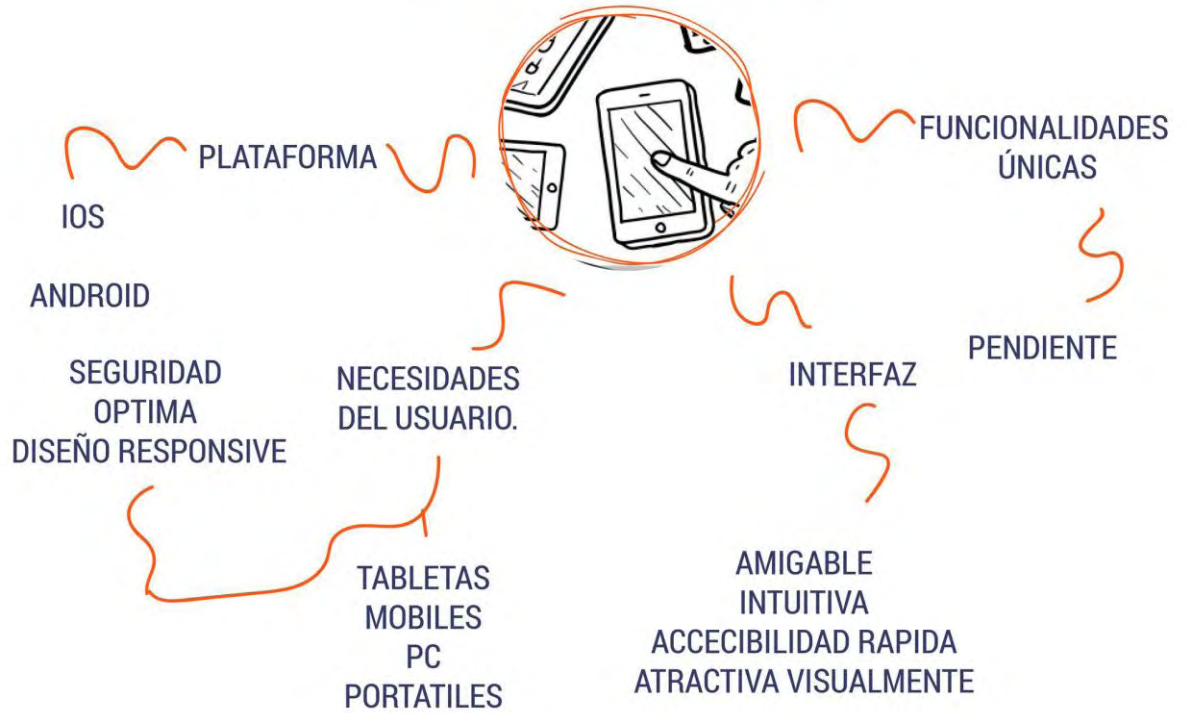 PLATAFORMA
IOS
ANDROID
SEGURIDAD
OPTIMA
DISEÑO RESPONSIVE
NECESIDADES
DEL USUARIO.
TABLETAS
MOBILES
PC
PORTATILES
FUNCIONALIDADES
ÚNICAS
PENDIENTE
INTERFAZ
AMIGABLE
INTUITIVA
ACCECIBILIDAD RAPIDA
ATRACTIVA VISUALMENTE